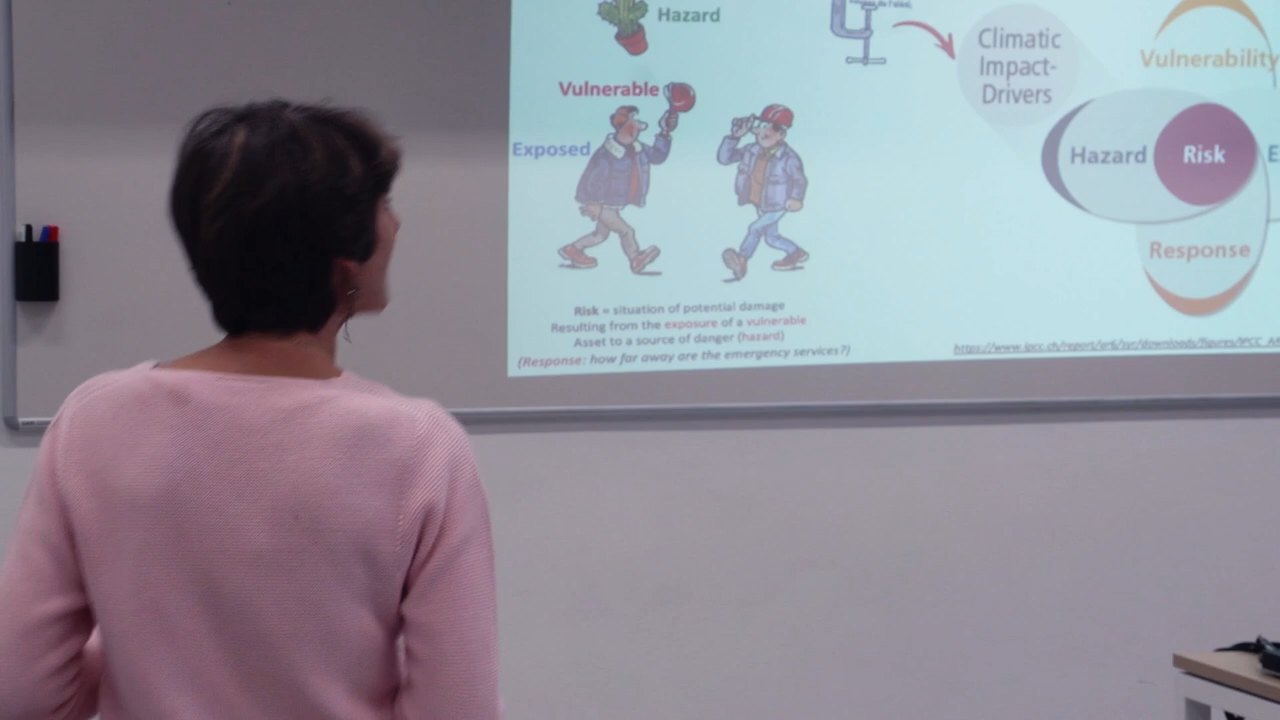 Hazard
Vulnerable
Exposed
Risk = situation of potential damage
Resulting from the exposure of a vulnerable
Asset to a source of danger (hazard)
(Response: how far away are the emergency services?)
Climatic
Impact-
Drivers
Vulnerability
Hazard
Risk
E
Response